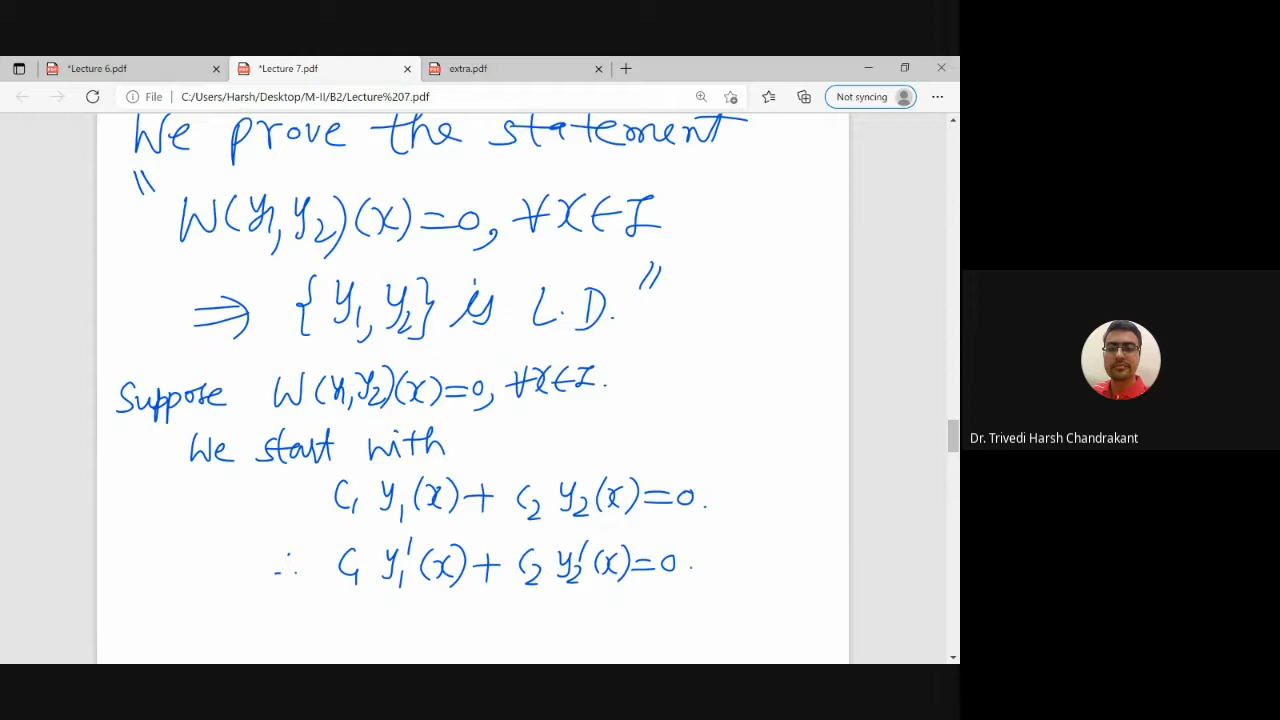 *Lecture 6.pdf
*Lecture 7.pdf
extra.pdf
File C:/Users/Harsh/Desktop/M-II/B2/Lecture%207.pdf
Not syncing
We prove the statement
"W(y₁, y₂)(x)=0, ∀x∈I
⇒ {y₁, y₂} is L.D."
Suppose W(y₁, y₂)(x)=0, ∀x∈I.
We start with
C₁ y₁(x) + C₂ y₂(x)=0.
∴ C₁ y₁'(x) + C₂ y₂'(x)=0.
Dr. Trivedi Harsh Chandrakant